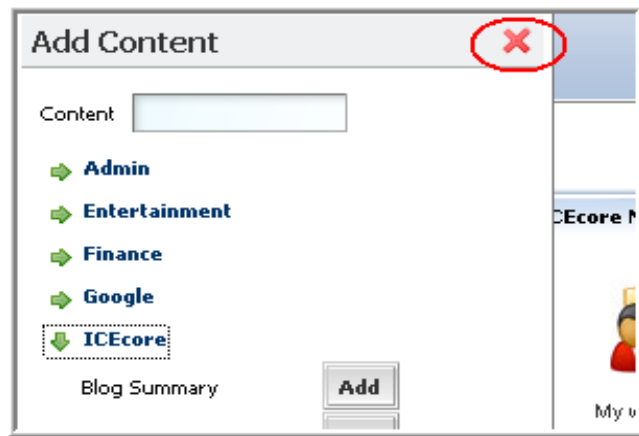 Add Content
Content
Admin
Entertainment
Finance
Google
ICEcore
Blog Summary
Add
My